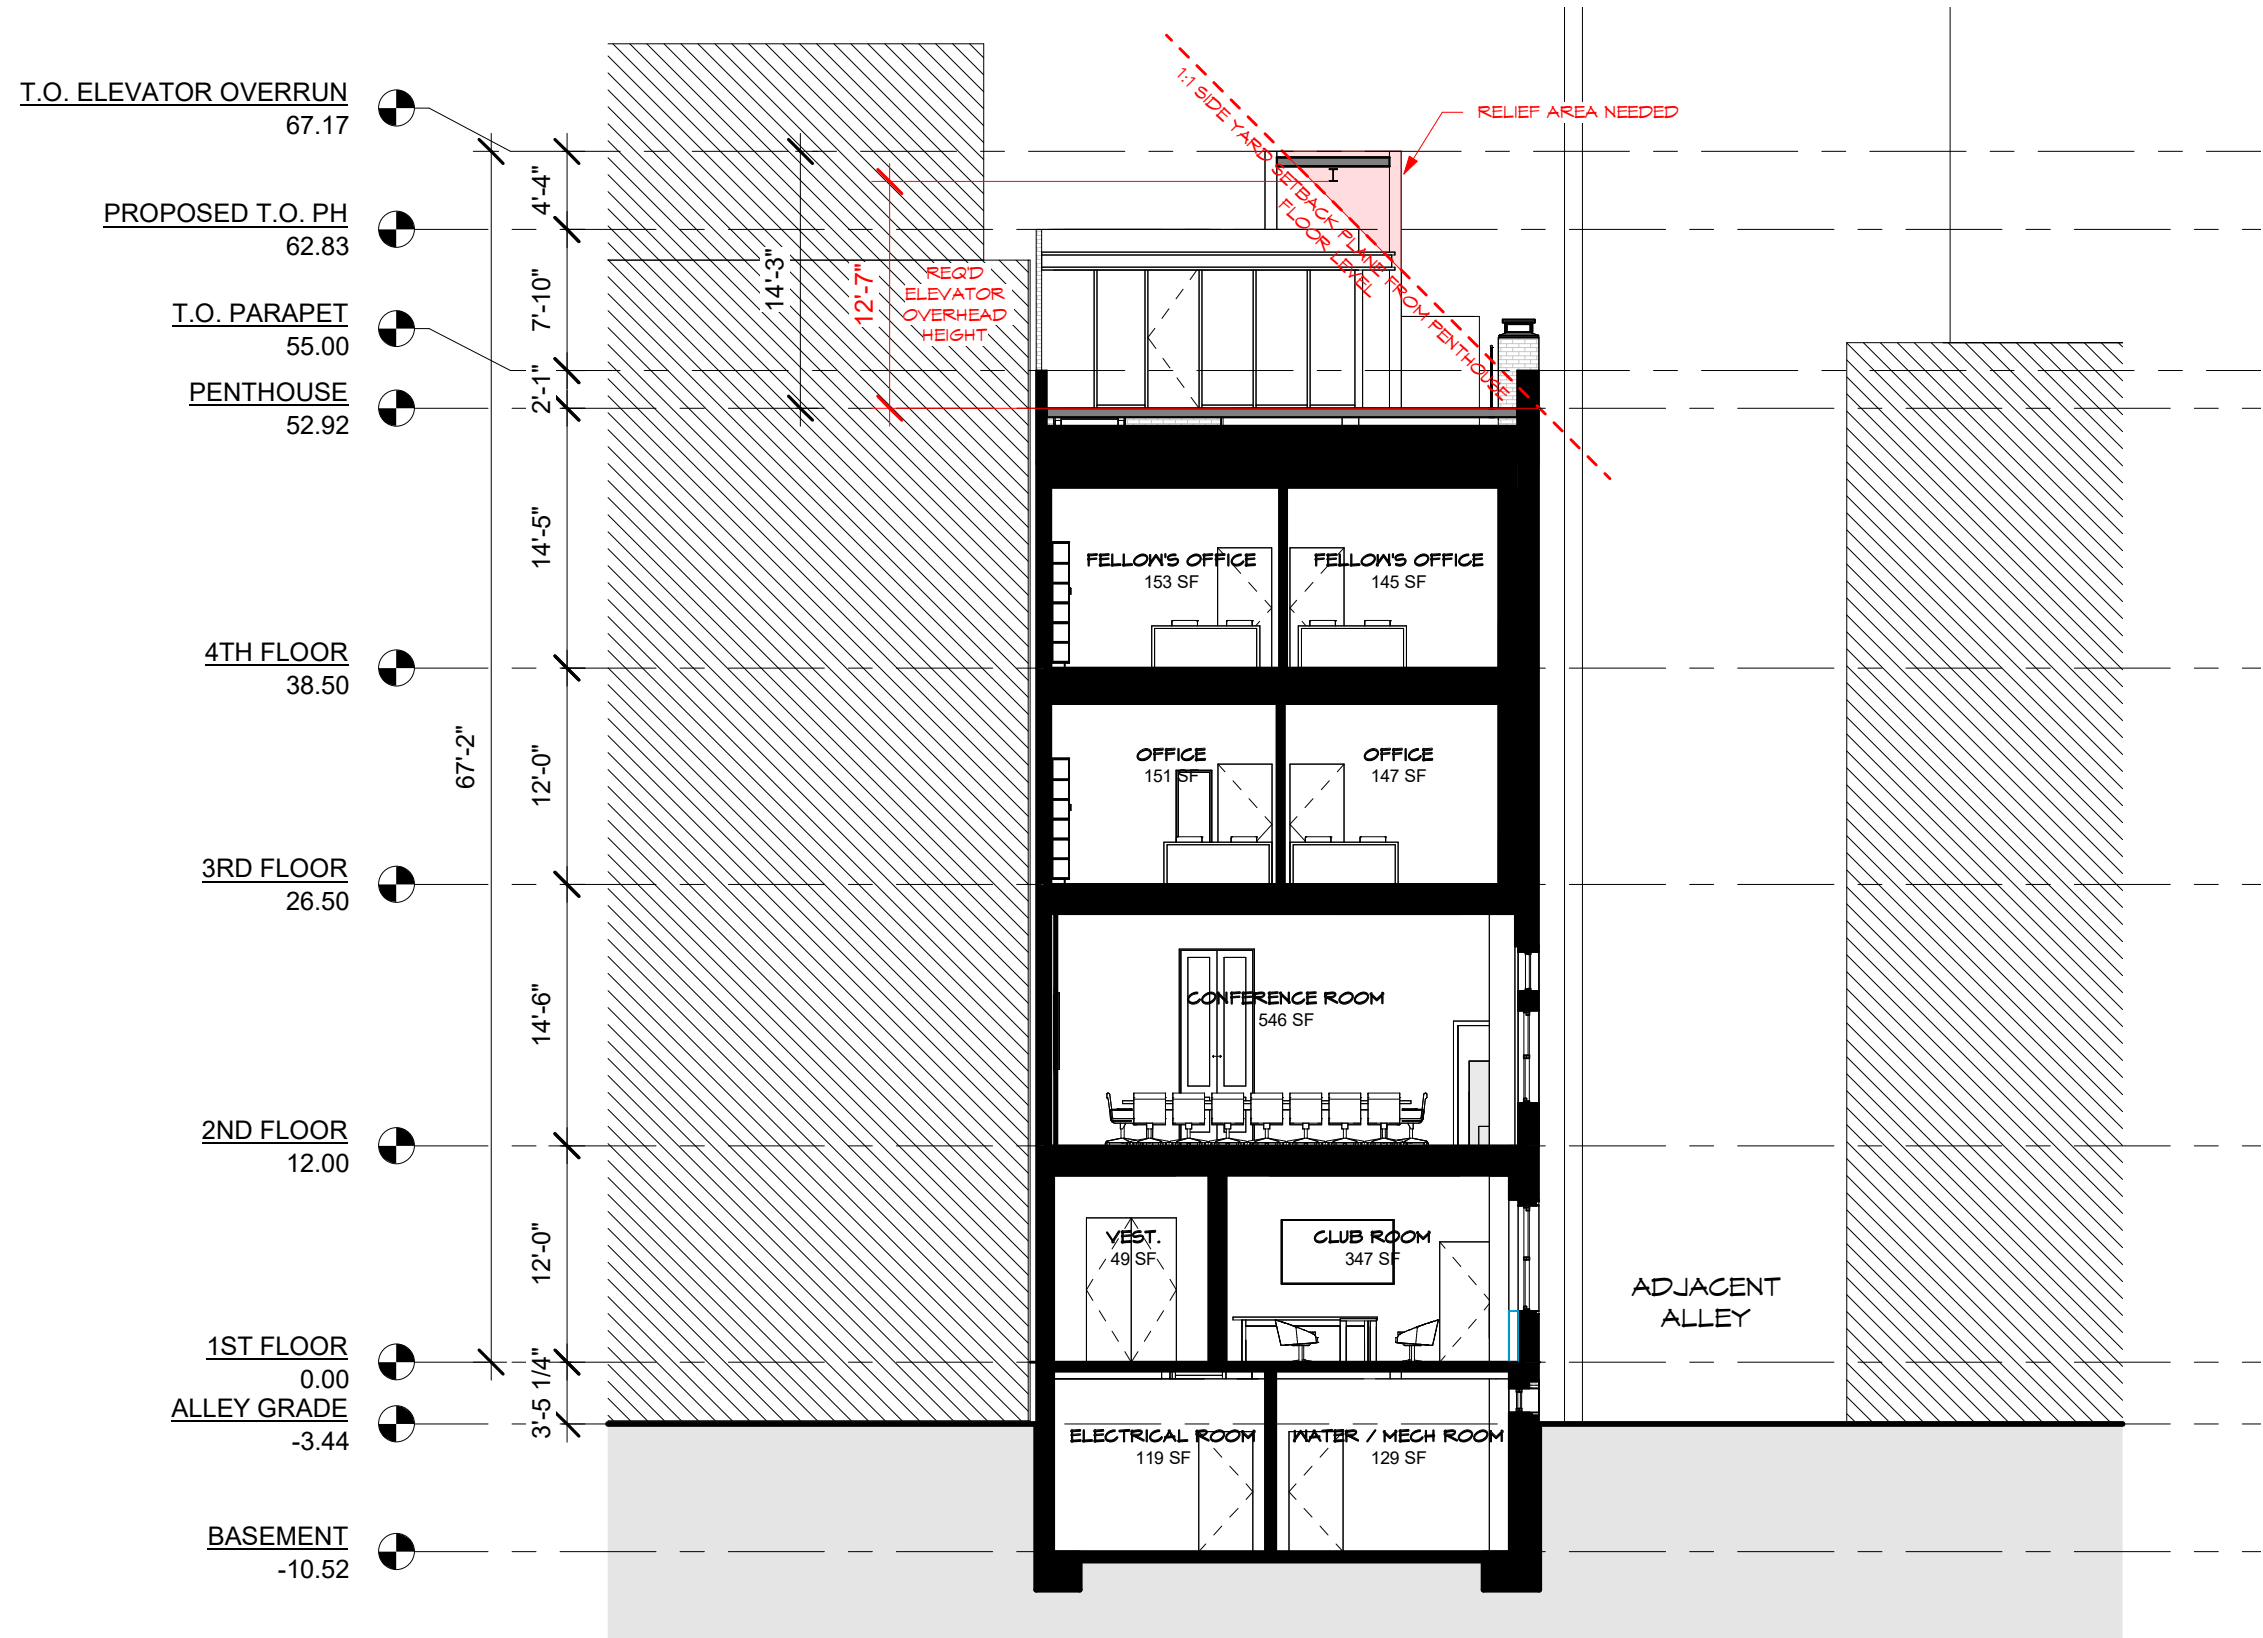 T.O. ELEVATOR OVERRUN
67.17
PROPOSED T.O. PH
62.83
T.O. PARAPET
55.00
PENTHOUSE
52.92
4TH FLOOR
38.50
3RD FLOOR
26.50
2ND FLOOR
12.00
1ST FLOOR
0.00
ALLEY GRADE
-3.44
BASEMENT
-10.52
67'-2"
4'-4"
7'-10"
2'-1"
14'-5"
12'-0"
14'-6"
12'-0"
3'-5 1/4"
14'-3"
12'-7"
REQ'D
ELEVATOR
OVERHEAD
HEIGHT
1:1 SIDE YARD SETBACK PLANE FROM PENTHOUSE
FLOOR LEVEL
RELIEF AREA NEEDED
FELLOW'S OFFICE
153 SF
FELLOW'S OFFICE
145 SF
OFFICE
151 SF
OFFICE
147 SF
CONFERENCE ROOM
546 SF
VEST.
49 SF
CLUB ROOM
347 SF
ADJACENT
ALLEY
ELECTRICAL ROOM
119 SF
WATER / MECH ROOM
129 SF